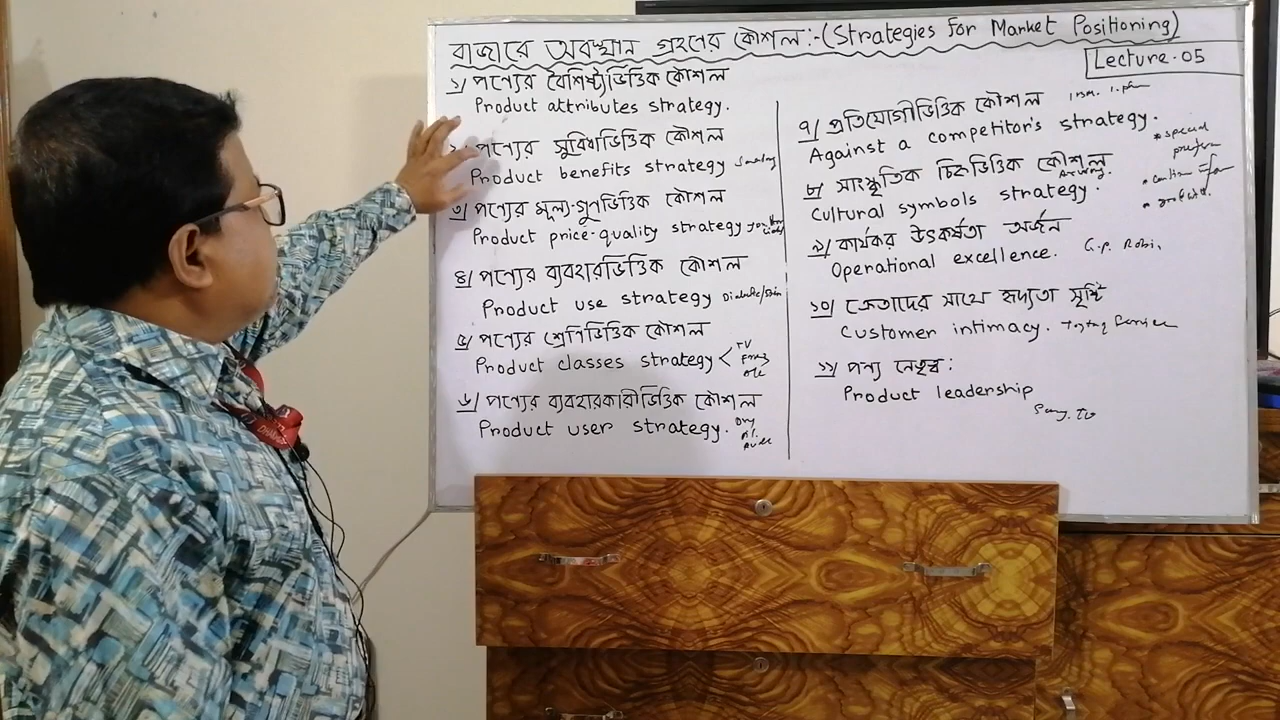 বাজারে অবস্থান গ্রহণের কৌশল:-(Strategies for Market Positioning)
Lecture-05
১) পণ্যের বৈশিষ্ট্যভিত্তিক কৌশল
Product attributes strategy.
পণ্যের সুবিধাভিত্তিক কৌশল
Product benefits strategy
৩) পণ্যের মূল্য-গুণভিত্তিক কৌশল
Product price-quality strategy
৪) পণ্যের ব্যবহারভিত্তিক কৌশল
Product use strategy
৫) পণ্যের শ্রেণিভিত্তিক কৌশল
Product classes strategy < TV
৬) পণ্যের ব্যবহারকারীভিত্তিক কৌশল
Product user strategy.
৭) প্রতিযোগীভিত্তিক কৌশল
Against a competitor's strategy.
* special
৮) সাংস্কৃতিক চিহ্নভিত্তিক কৌশল
Cultural symbols strategy.
৯) কার্যকর উৎকর্ষতা অর্জন
Operational excellence. G.p. Robi
১০) ক্রেতাদের সাথে হৃদ্যতা সৃষ্টি
Customer intimacy.
১১) পণ্য নেতৃত্ব:
Product leadership